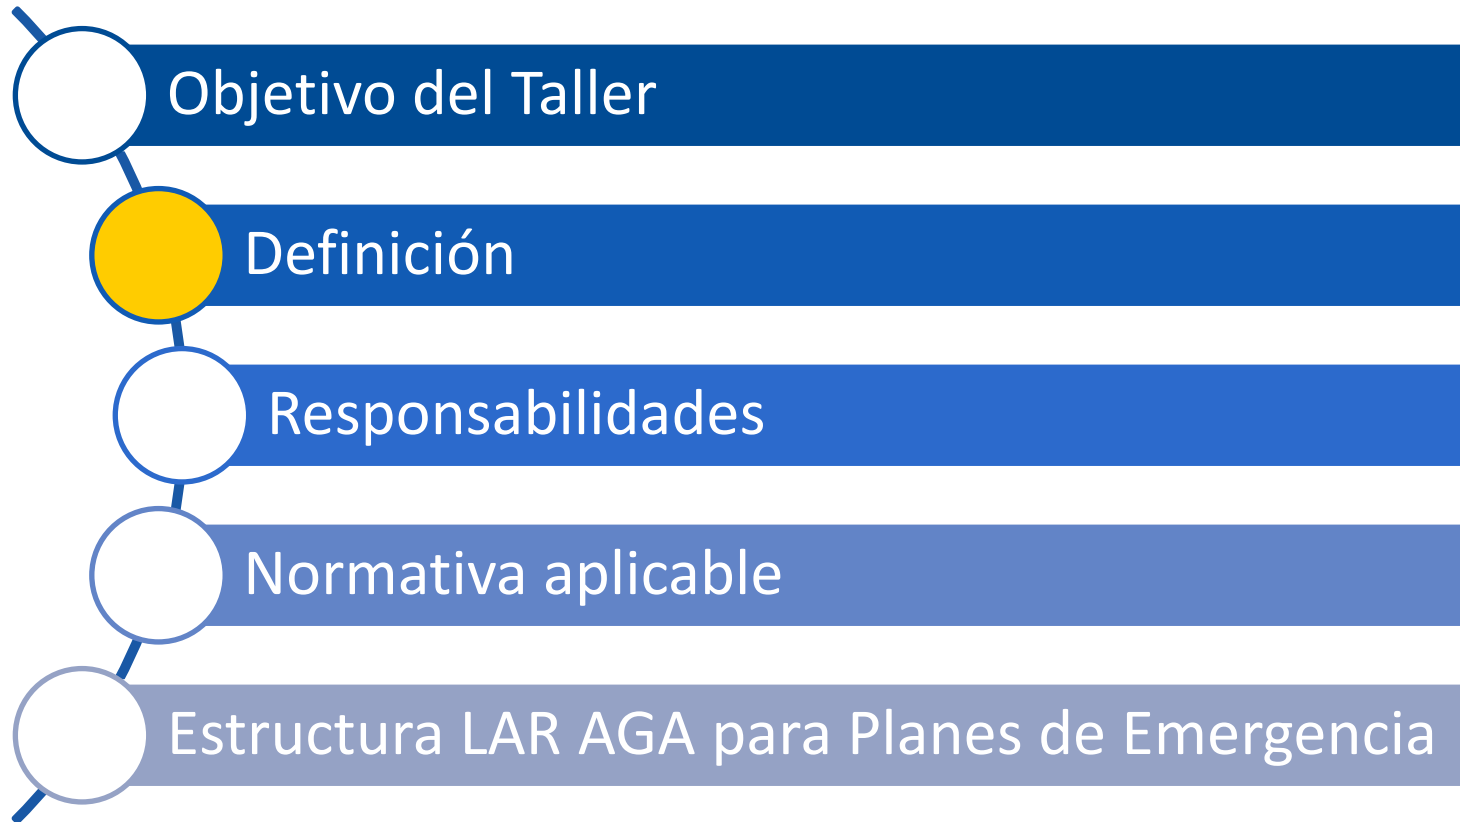 Objetivo del Taller
Definición
Responsabilidades
Normativa aplicable
Estructura LAR AGA para Planes de Emergencia